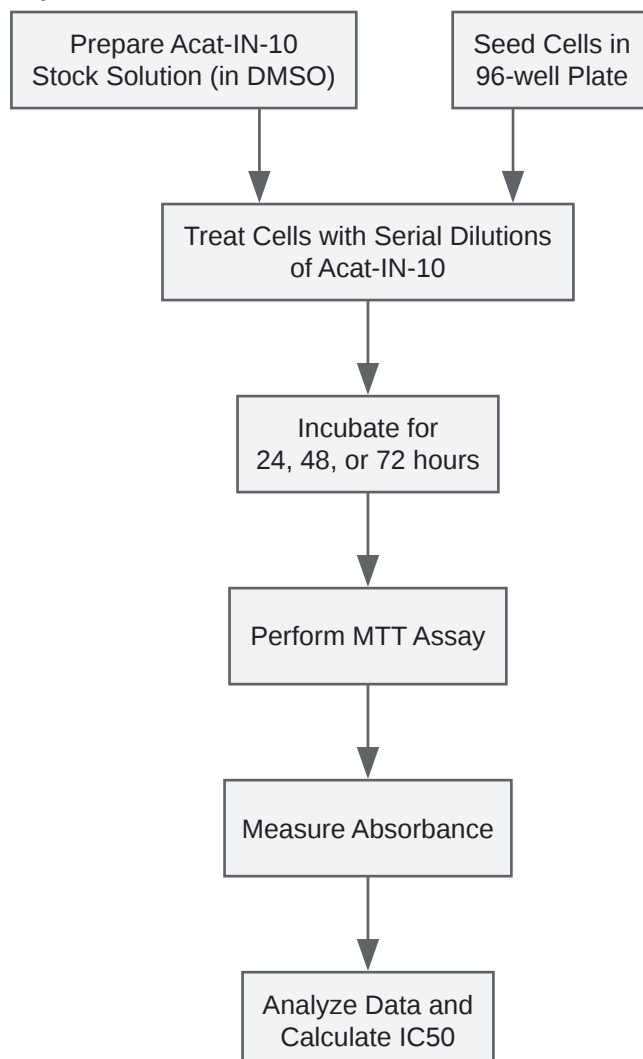 Prepare Acat-IN-10
Stock Solution (in DMSO)
Seed Cells in
96-well Plate
Treat Cells with Serial Dilutions
of Acat-IN-10
Incubate for
24, 48, or 72 hours
Perform MTT Assay
Measure Absorbance
Analyze Data and
Calculate IC50